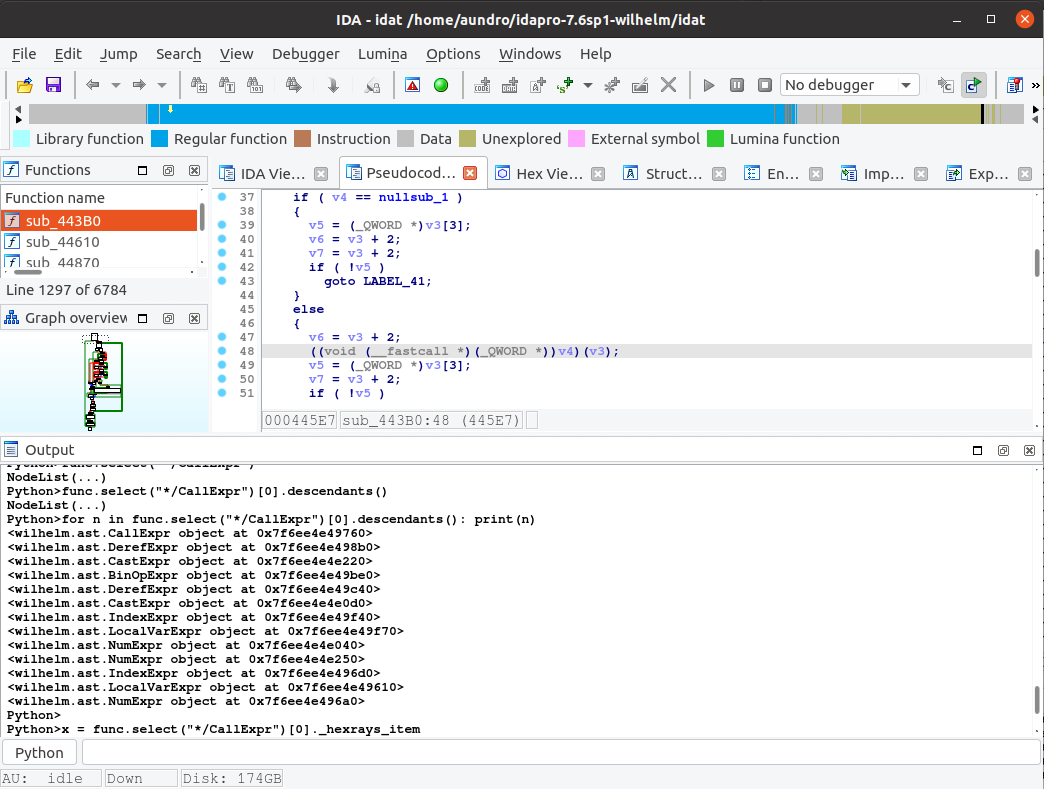 IDA - idat /home/aundro/idapro-7.6sp1-wilhelm/idat
File Edit Jump Search View Debugger Lumina Options Windows Help
No debugger
Library function Regular function Instruction Data Unexplored External symbol Lumina function
Functions
IDA Vie... Pseudocod... Hex Vie... Struct... En... Imp... Exp...
Function name
sub_443B0
sub_44610
sub_44870
Line 1297 of 6784
Graph overview
37 if ( v4 == nullsub_1 )
38 {
39 v5 = (_QWORD *)v3[3];
40 v6 = v3 + 2;
41 v7 = v3 + 2;
42 if ( !v5 )
43 goto LABEL_41;
44 }
45 else
46 {
47 v6 = v3 + 2;
48 ((void (__fastcall *)(_QWORD *))v4)(v3);
49 v5 = (_QWORD *)v3[3];
50 v7 = v3 + 2;
51 if ( !v5 )
000445E7 sub_443B0:48 (445E7)
Output
Python>func.select("*/CallExpr")
NodeList(...)
Python>func.select("*/CallExpr")[0].descendants()
NodeList(...)
Python>for n in func.select("*/CallExpr")[0].descendants(): print(n)
<wilhelm.ast.CallExpr object at 0x7f6ee4e49760>
<wilhelm.ast.DerefExpr object at 0x7f6ee4e498b0>
<wilhelm.ast.CastExpr object at 0x7f6ee4e4e220>
<wilhelm.ast.BinOpExpr object at 0x7f6ee4e49be0>
<wilhelm.ast.DerefExpr object at 0x7f6ee4e49c40>
<wilhelm.ast.CastExpr object at 0x7f6ee4e4e0d0>
<wilhelm.ast.IndexExpr object at 0x7f6ee4e49f40>
<wilhelm.ast.LocalVarExpr object at 0x7f6ee4e49f70>
<wilhelm.ast.NumExpr object at 0x7f6ee4e4e040>
<wilhelm.ast.NumExpr object at 0x7f6ee4e4e250>
<wilhelm.ast.IndexExpr object at 0x7f6ee4e496d0>
<wilhelm.ast.LocalVarExpr object at 0x7f6ee4e49610>
<wilhelm.ast.NumExpr object at 0x7f6ee4e496a0>
Python>
Python>x = func.select("*/CallExpr")[0]._hexrays_item
Python
AU: idle Down Disk: 174GB